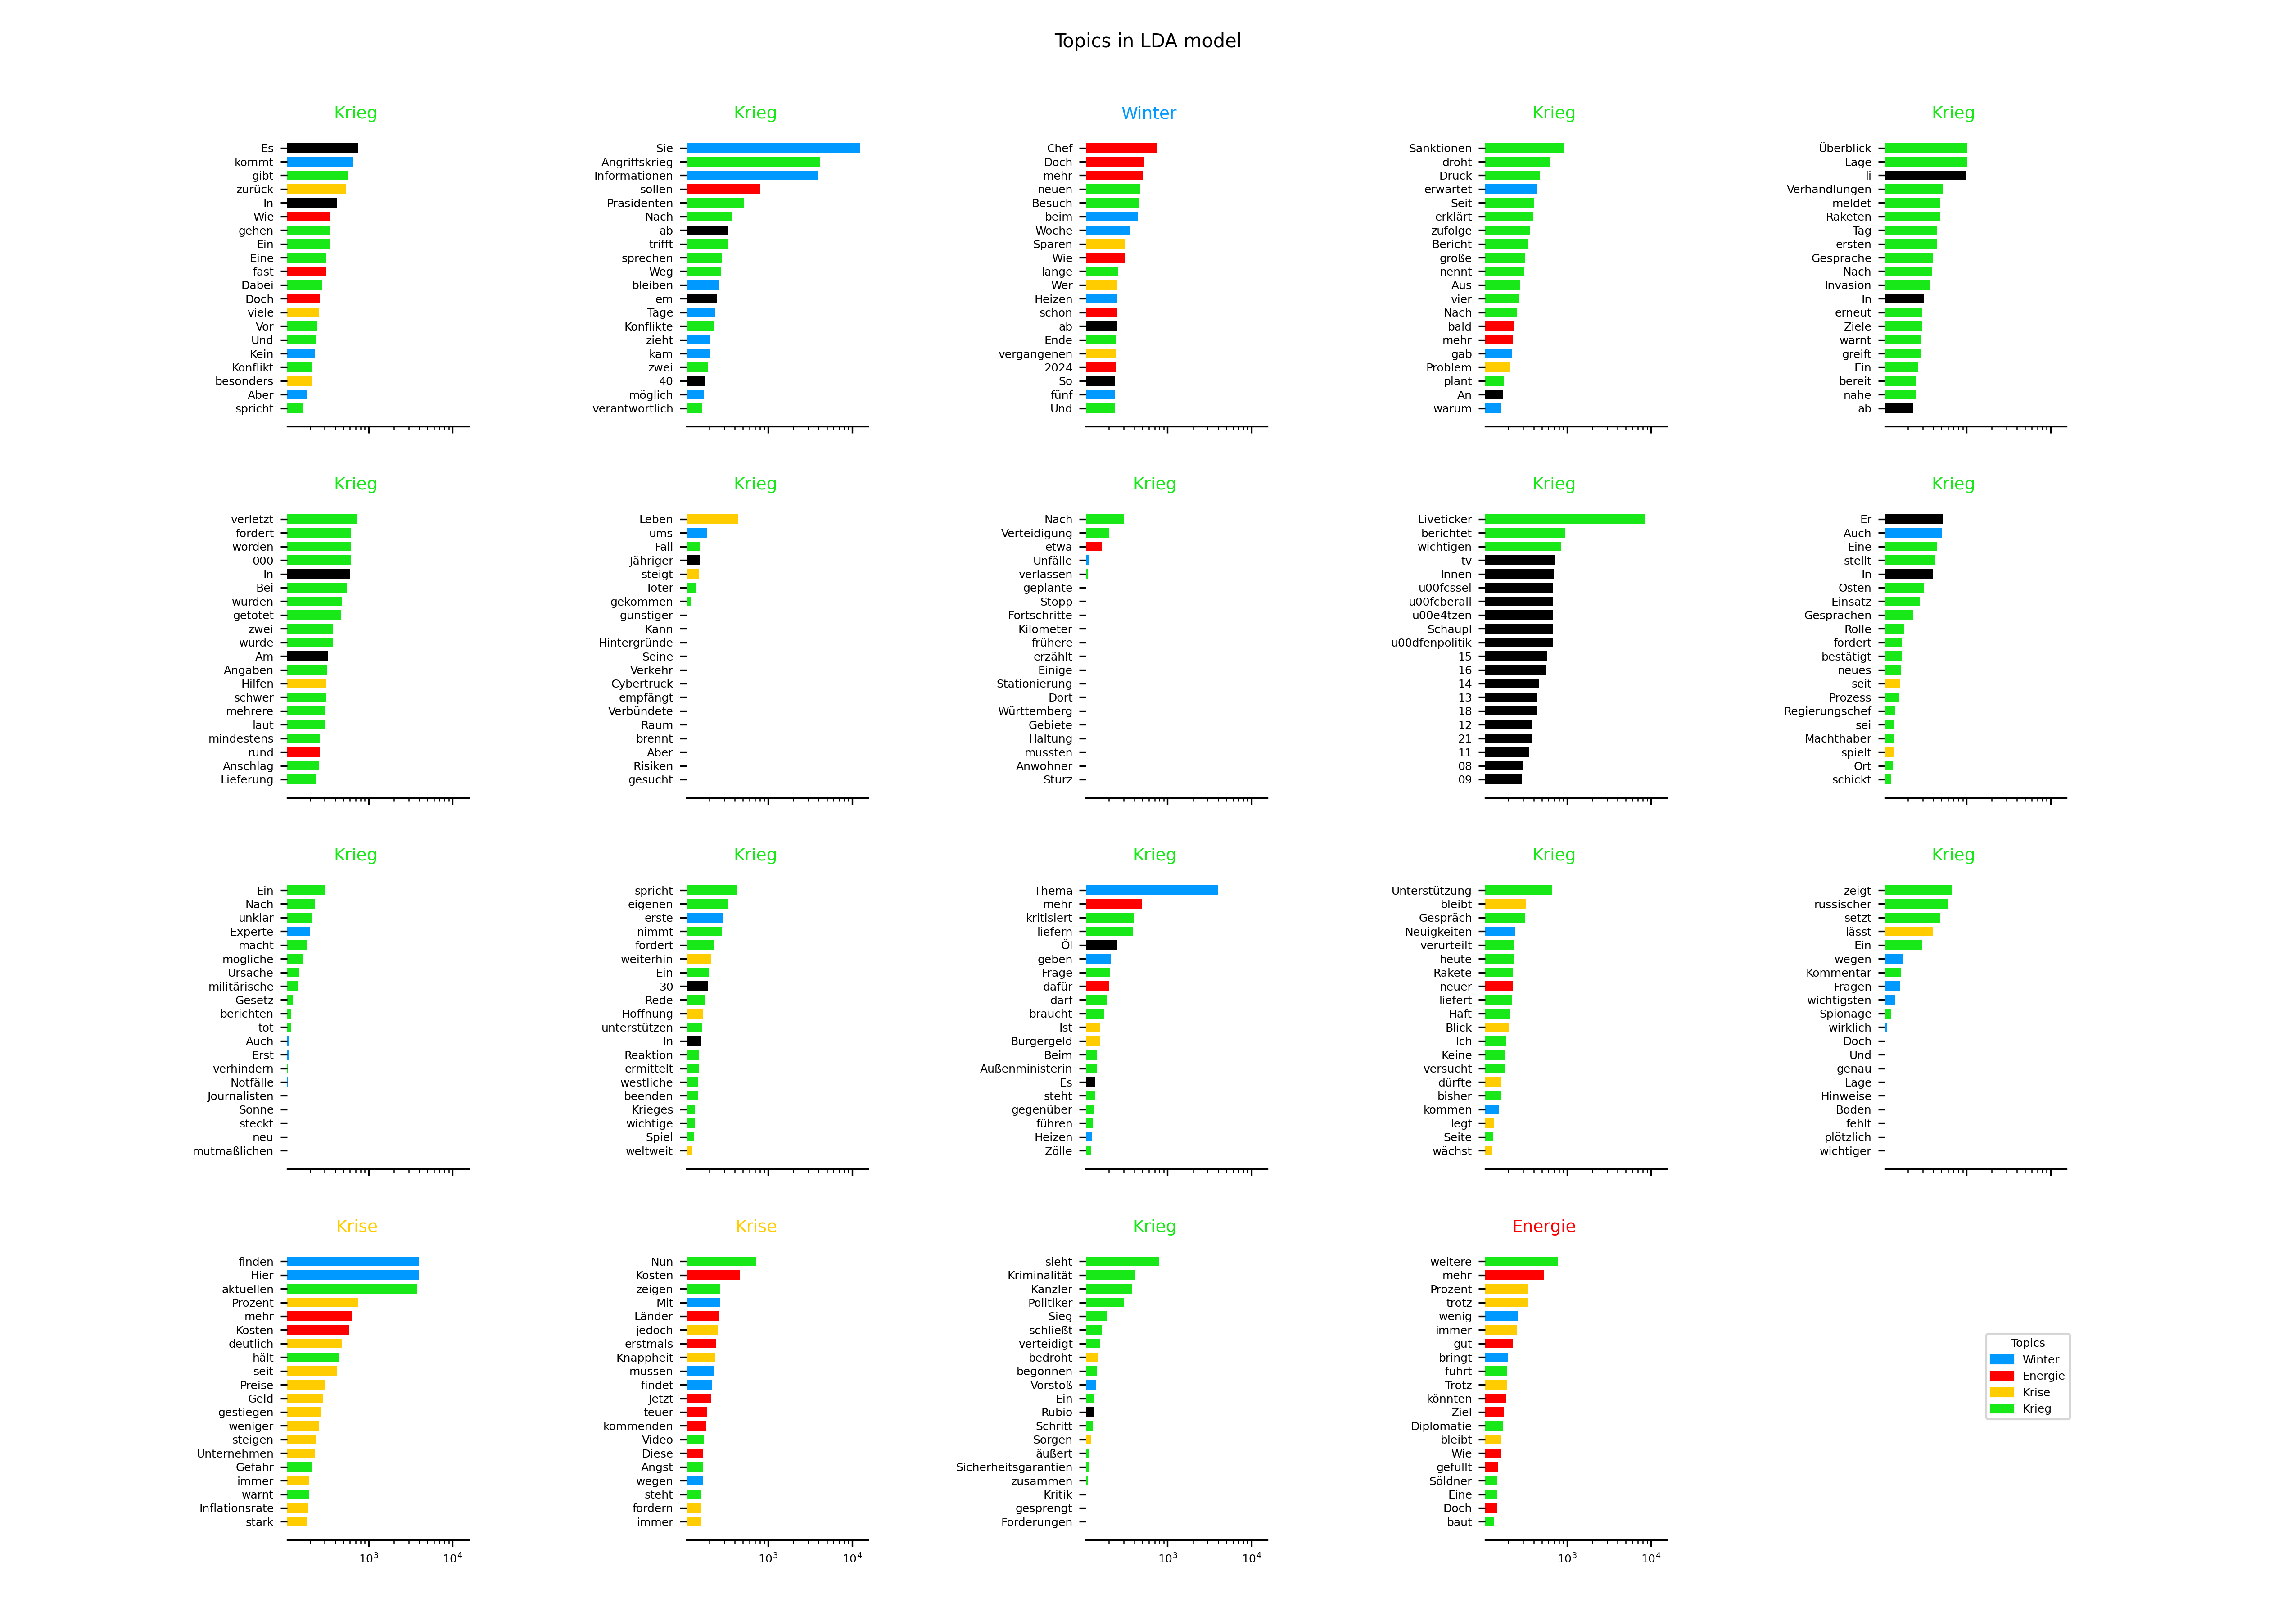 Topics in LDA model
Krieg
Es
kommt
gibt
zurück
In
Wie
gehen
Ein
Eine
fast
Dabei
Doch
viele
Vor
Und
Kein
Konflikt
besonders
Aber
spricht
Krieg
Sie
Angriffskrieg
Informationen
sollen
Präsidenten
Nach
ab
trifft
sprechen
Weg
bleiben
em
Tage
Konflikte
zieht
kam
zwei
40
möglich
verantwortlich
Winter
Chef
Doch
mehr
neuen
Besuch
beim
Woche
Sparen
Wie
lange
Wer
Heizen
schon
ab
Ende
vergangenen
2024
So
fünf
Und
Krieg
Sanktionen
droht
Druck
erwartet
Seit
erklärt
zufolge
Bericht
große
nennt
Aus
vier
Nach
bald
mehr
gab
Problem
plant
An
warum
Krieg
Überblick
Lage
li
Verhandlungen
meldet
Raketen
Tag
ersten
Gespräche
Nach
Invasion
In
erneut
Ziele
warnt
greift
Ein
bereit
nahe
ab
Krieg
verletzt
fordert
worden
000
In
Bei
wurden
getötet
zwei
wurde
Am
Angaben
Hilfen
schwer
mehrere
laut
mindestens
rund
Anschlag
Lieferung
Krieg
Leben
ums
Fall
Jähriger
steigt
Toter
gekommen
günstiger
Kann
Hintergründe
Seine
Verkehr
Cybertruck
empfängt
Verbündete
Raum
brennt
Aber
Risiken
gesucht
Krieg
Nach
Verteidigung
etwa
Unfälle
verlassen
geplante
Stopp
Fortschritte
Kilometer
frühere
erzählt
Einige
Stationierung
Dort
Württemberg
Gebiete
Haltung
mussten
Anwohner
Sturz
Krieg
Liveticker
berichtet
wichtigen
tv
Innen
u00fcssel
u00fcberall
u00e4tzen
Schaupl
u00dfenpolitik
15
16
14
13
18
12
21
11
08
09
Krieg
Er
Auch
Eine
stellt
In
Osten
Einsatz
Gesprächen
Rolle
fordert
bestätigt
neues
seit
Prozess
Regierungschef
sei
Machthaber
spielt
Ort
schickt
Krieg
Ein
Nach
unklar
Experte
macht
mögliche
Ursache
militärische
Gesetz
berichten
tot
Auch
Erst
verhindern
Notfälle
Journalisten
Sonne
steckt
neu
mutmaßlichen
Krieg
spricht
eigenen
erste
nimmt
fordert
weiterhin
Ein
30
Rede
Hoffnung
unterstützen
In
Reaktion
ermittelt
westliche
beenden
Krieges
wichtige
Spiel
weltweit
Krieg
Thema
mehr
kritisiert
liefern
Öl
geben
Frage
dafür
darf
braucht
Ist
Bürgergeld
Beim
Außenministerin
Es
steht
gegenüber
führen
Heizen
Zölle
Krieg
Unterstützung
bleibt
Gespräch
Neuigkeiten
verurteilt
heute
Rakete
neuer
liefert
Haft
Blick
Ich
Keine
versucht
dürfte
bisher
kommen
legt
Seite
wächst
Krieg
zeigt
russischer
setzt
lässt
Ein
wegen
Kommentar
Fragen
wichtigsten
Spionage
wirklich
Doch
Und
genau
Lage
Hinweise
Boden
fehlt
plötzlich
wichtiger
Krise
finden
Hier
aktuellen
Prozent
mehr
Kosten
deutlich
hält
seit
Preise
Geld
gestiegen
weniger
steigen
Unternehmen
Gefahr
immer
warnt
Inflationsrate
stark
10³ 10⁴
Krise
Nun
Kosten
zeigen
Mit
Länder
jedoch
erstmals
Knappheit
müssen
findet
Jetzt
teuer
kommenden
Video
Diese
Angst
wegen
steht
fordern
immer
10³ 10⁴
Krieg
sieht
Kriminalität
Kanzler
Politiker
Sieg
schließt
verteidigt
bedroht
begonnen
Vorstoß
Ein
Rubio
Schritt
Sorgen
äußert
Sicherheitsgarantien
zusammen
Kritik
gesprengt
Forderungen
10³ 10⁴
Energie
weitere
mehr
Prozent
trotz
wenig
immer
gut
bringt
führt
Trotz
könnten
Ziel
Diplomatie
bleibt
Wie
gefüllt
Söldner
Eine
Doch
baut
10³ 10⁴
Topics
Winter
Energie
Krise
Krieg